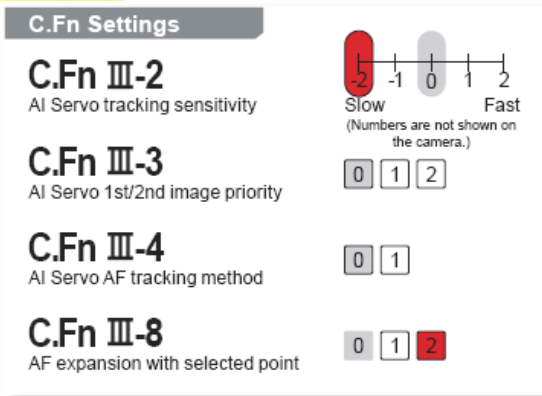 C.Fn Settings
C.Fn Ⅲ-2
AI Servo tracking sensitivity
-2 -1 0 1 2
Slow Fast
(Numbers are not shown on
the camera.)
C.Fn Ⅲ-3
AI Servo 1st/2nd image priority
0 1 2
C.Fn Ⅲ-4
AI Servo AF tracking method
0 1
C.Fn Ⅲ-8
AF expansion with selected point
0 1 2